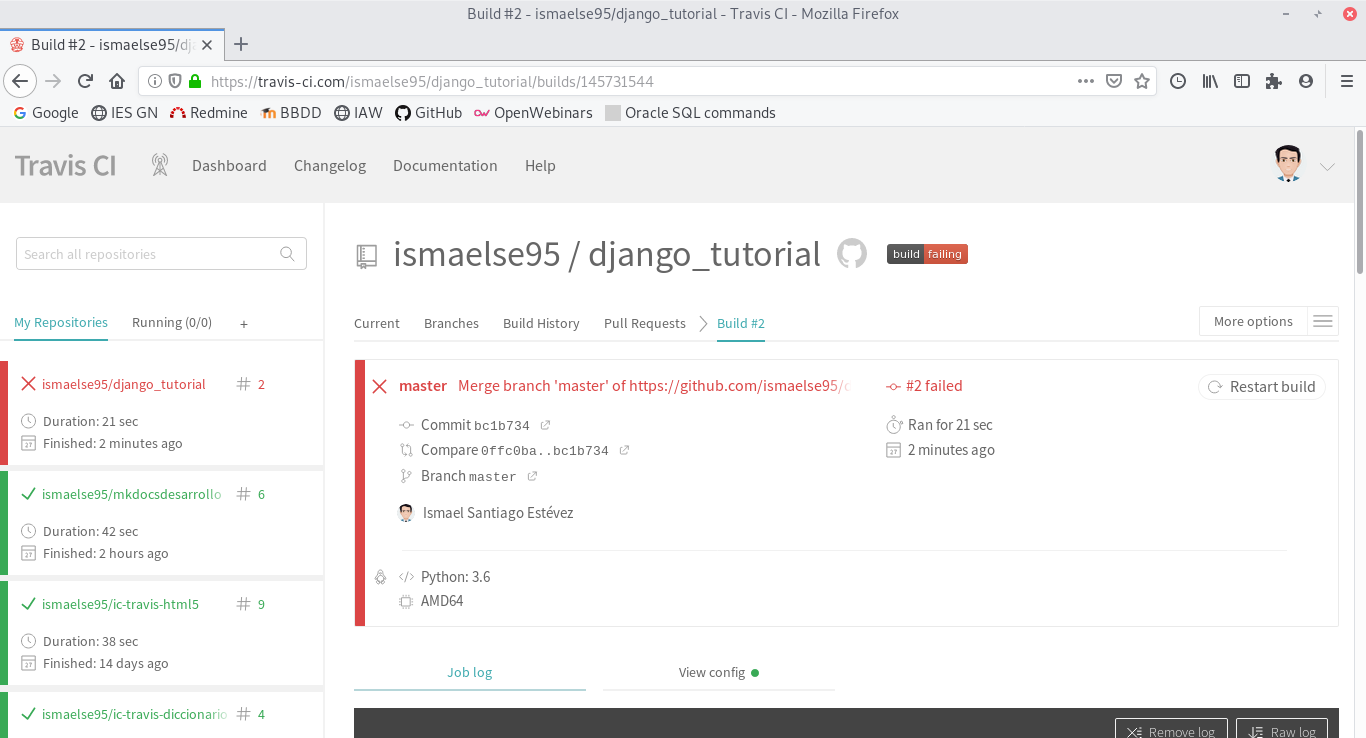 Build #2 - ismaelse95/django_tutorial - Travis CI - Mozilla Firefox
Build #2 - ismaelse95/dj
https://travis-ci.com/ismaelse95/django_tutorial/builds/145731544
Google IES GN Redmine BBDD IAW GitHub OpenWebinars Oracle SQL commands
Travis CI Dashboard Changelog Documentation Help
Search all repositories
My Repositories Running (0/0) +
ismaelse95/django_tutorial # 2
Duration: 21 sec
Finished: 2 minutes ago
ismaelse95/mkdocsdesarrollo # 6
Duration: 42 sec
Finished: 2 hours ago
ismaelse95/ic-travis-html5 # 9
Duration: 38 sec
Finished: 14 days ago
ismaelse95/ic-travis-diccionario # 4
ismaelse95 / django_tutorial build failing
Current Branches Build History Pull Requests Build #2 More options
master Merge branch 'master' of https://github.com/ismaelse95/d #2 failed Restart build
Commit bc1b734 Ran for 21 sec
Compare 0ffc0ba..bc1b734 2 minutes ago
Branch master
Ismael Santiago Estévez
Python: 3.6
AMD64
Job log View config
Remove log Raw log